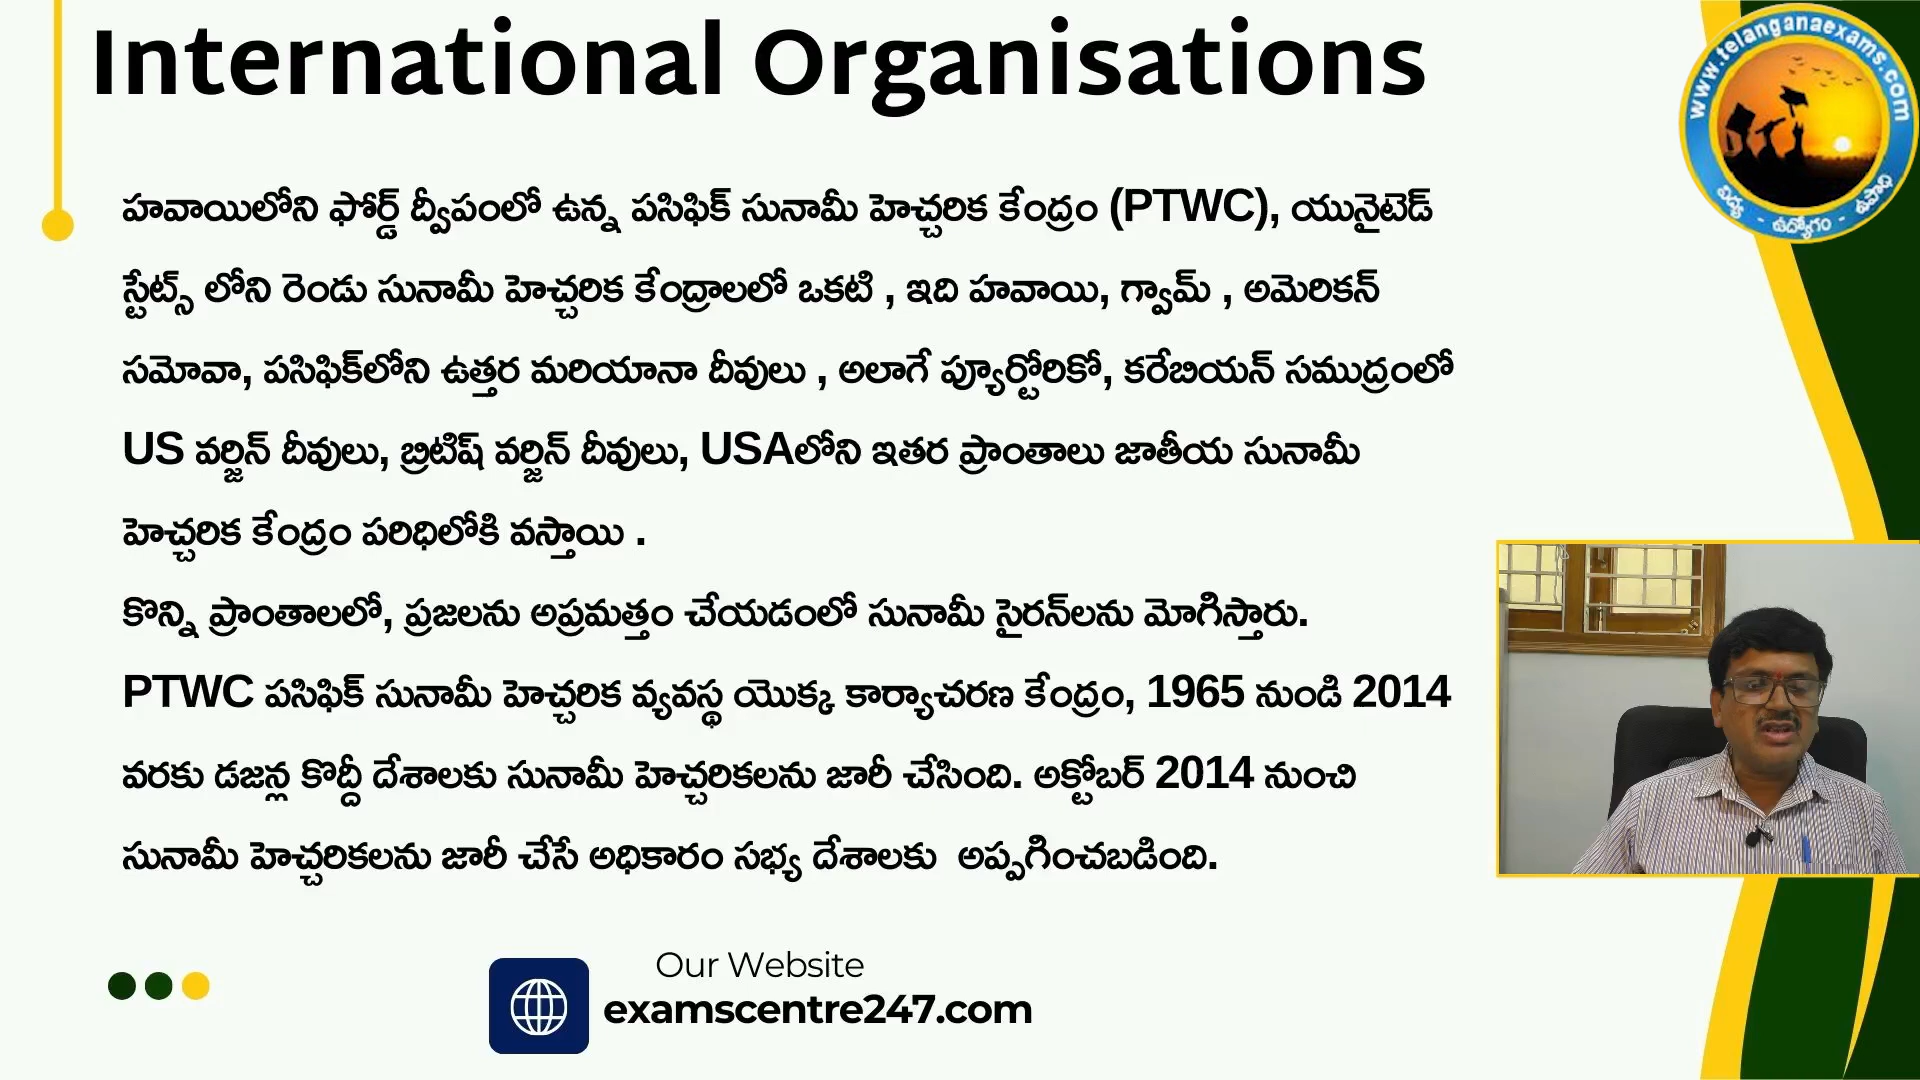 International Organisations
www.telanganaexams.com
విద్య - ఉద్యోగం - ఉపాధి
హవాయిలోని ఫోర్డ్ ద్వీపంలో ఉన్న పసిఫిక్ సునామీ హెచ్చరిక కేంద్రం (PTWC), యునైటెడ్
స్టేట్స్ లోని రెండు సునామీ హెచ్చరిక కేంద్రాలలో ఒకటి , ఇది హవాయి, గ్వామ్ , అమెరికన్
సమోవా, పసిఫిక్‌లోని ఉత్తర మరియానా దీవులు , అలాగే ప్యూర్టోరికో, కరేబియన్ సముద్రంలో
US వర్జిన్ దీవులు, బ్రిటిష్ వర్జిన్ దీవులు, USAలోని ఇతర ప్రాంతాలు జాతీయ సునామీ
హెచ్చరిక కేంద్రం పరిధిలోకి వస్తాయి .
కొన్ని ప్రాంతాలలో, ప్రజలను అప్రమత్తం చేయడంలో సునామీ సైరన్‌లను మోగిస్తారు.
PTWC పసిఫిక్ సునామీ హెచ్చరిక వ్యవస్థ యొక్క కార్యాచరణ కేంద్రం, 1965 నుండి 2014
వరకు డజన్ల కొద్దీ దేశాలకు సునామీ హెచ్చరికలను జారీ చేసింది. అక్టోబర్ 2014 నుంచి
సునామీ హెచ్చరికలను జారీ చేసే అధికారం సభ్య దేశాలకు  అప్పగించబడింది.
Our Website
examscentre247.com